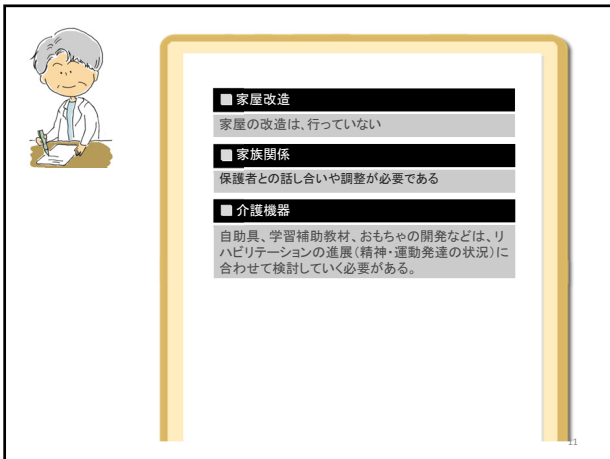 ■ 家屋改造
家屋の改造は、行っていない
■ 家族関係
保護者との話し合いや調整が必要である
■ 介護機器
自助具、学習補助教材、おもちゃの開発などは、リ
ハビリテーションの進展(精神・運動発達の状況)に
合わせて検討していく必要がある。
11